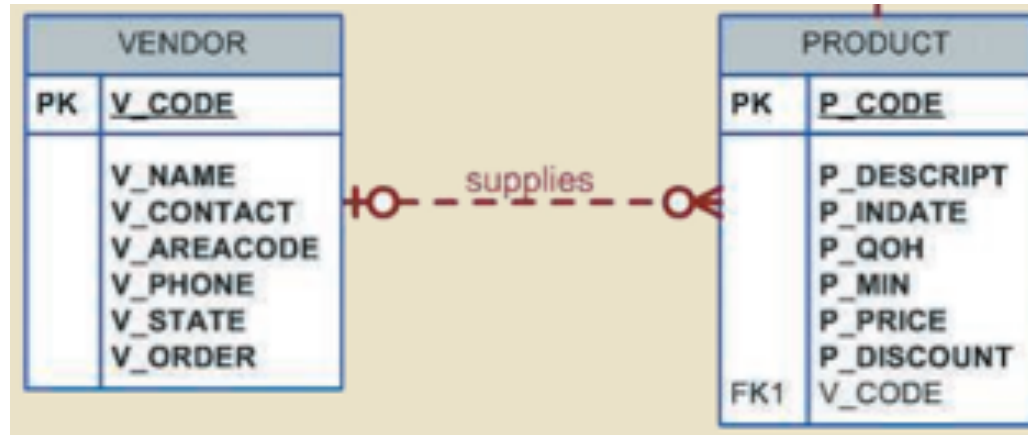 VENDOR
PK V_CODE
V_NAME
V_CONTACT
V_AREACODE
V_PHONE
V_STATE
V_ORDER
supplies
PRODUCT
PK P_CODE
P_DESCRIPT
P_INDATE
P_QOH
P_MIN
P_PRICE
P_DISCOUNT
FK1 V_CODE